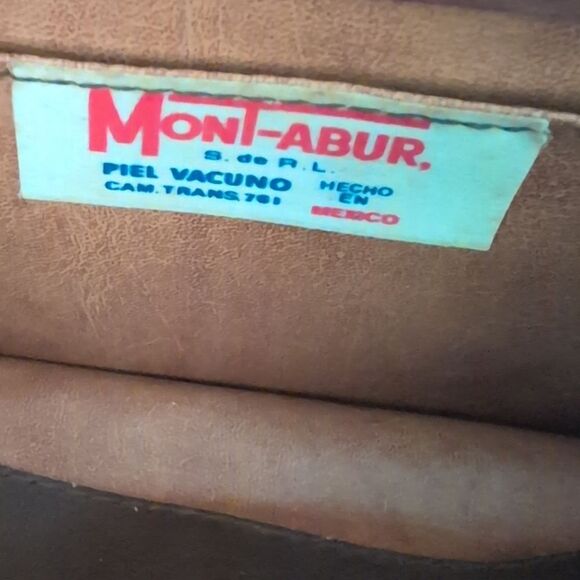 MONT-ABUR,
S. de R.L.
PIEL VACUNO HECHO
CAM. TRANS. 761 EN
MEXICO